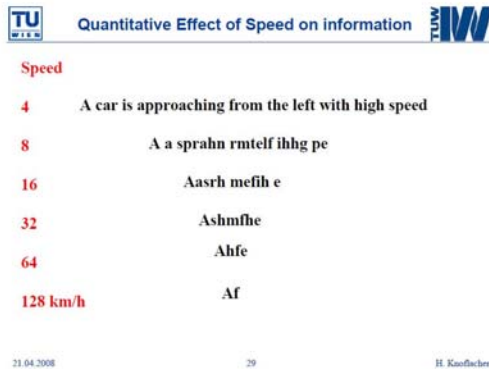 TU WIEN Quantitative Effect of Speed on information TUW IVV
Speed
4 A car is approaching from the left with high speed
8 A a sprahn rmtelf ihhg pe
16 Aasrh mefih e
32 Ashmfhe
64 Ahfe
128 km/h Af
21.04.2008 29 H. Knoflacher